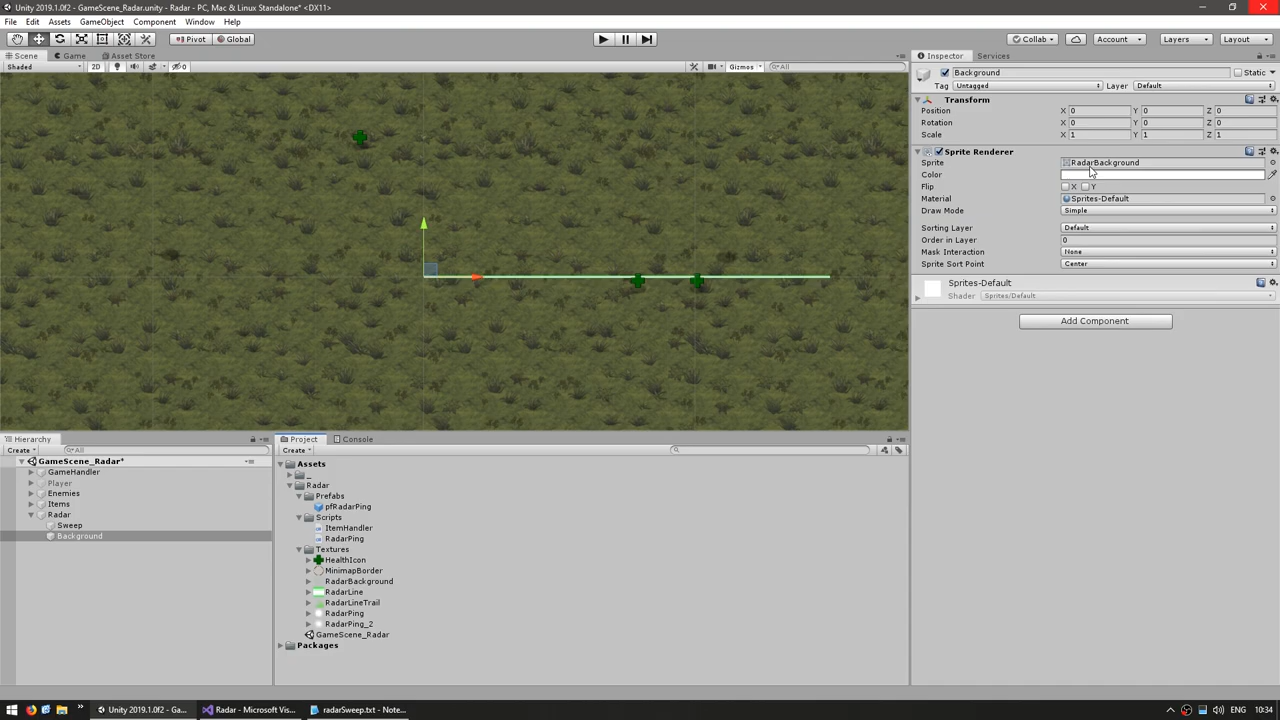 Unity 2019.1.0f2 - GameScene_Radar.unity - Radar - PC, Mac & Linux Standalone* <DX11>
File Edit Assets GameObject Component Window Help
Pivot Global Collab Account Layers Layout
Scene Game Asset Store
Shaded 2D 0 Gizmos All
Inspector Services
Background Static
Tag Untagged Layer Default
Transform
Position X 0 Y 0 Z 0
Rotation X 0 Y 0 Z 0
Scale X 1 Y 1 Z 1
Sprite Renderer
Sprite RadarBackground
Color
Flip X Y
Material Sprites-Default
Draw Mode Simple
Sorting Layer Default
Order in Layer 0
Mask Interaction None
Sprite Sort Point Center
Sprites-Default
Shader Sprites/Default
Add Component
Hierarchy
Create All
GameScene_Radar*
GameHandler
Player
Enemies
Items
Radar
Sweep
Background
Project Console
Create
Assets
_
Radar
Prefabs
pfRadarPing
Scripts
ItemHandler
RadarPing
Textures
HealthIcon
MinimapBorder
RadarBackground
RadarLine
RadarLineTrail
RadarPing
RadarPing_2
GameScene_Radar
Packages
Unity 2019.1.0f2 - Ga... Radar - Microsoft Vis... radarSweep.txt - Note... ENG 10:34